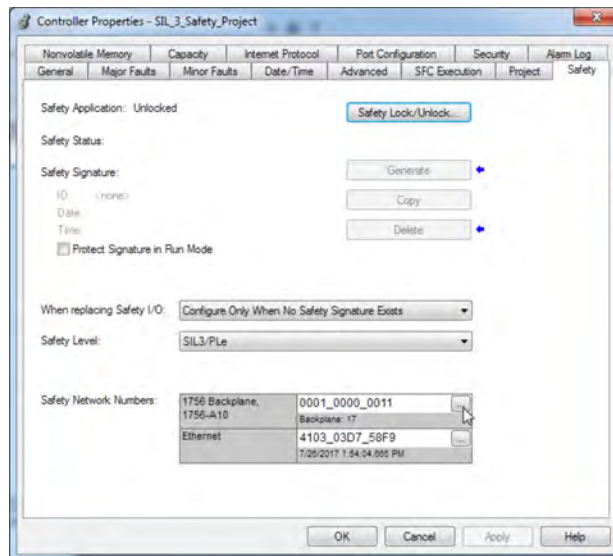 Controller Properties - SIL_3_Safety_Project
Nonvolatile Memory Capacity Internet Protocol Port Configuration Security Alarm Log
General Major Faults Minor Faults Date/Time Advanced SFC Execution Project Safety
Safety Application: Unlocked Safety Lock/Unlock...
Safety Status:
Safety Signature: Generate
ID: <none> Copy
Date:
Time: Delete
Protect Signature in Run Mode
When replacing Safety I/O: Configure Only When No Safety Signature Exists
Safety Level: SIL3/PLe
Safety Network Numbers: 1756 Backplane, 0001_0000_0011 ...
1756-A10 Backplane: 17
Ethernet 4103_03D7_58F9 ...
7/26/2017 1:54:04.665 PM
OK Cancel Apply Help